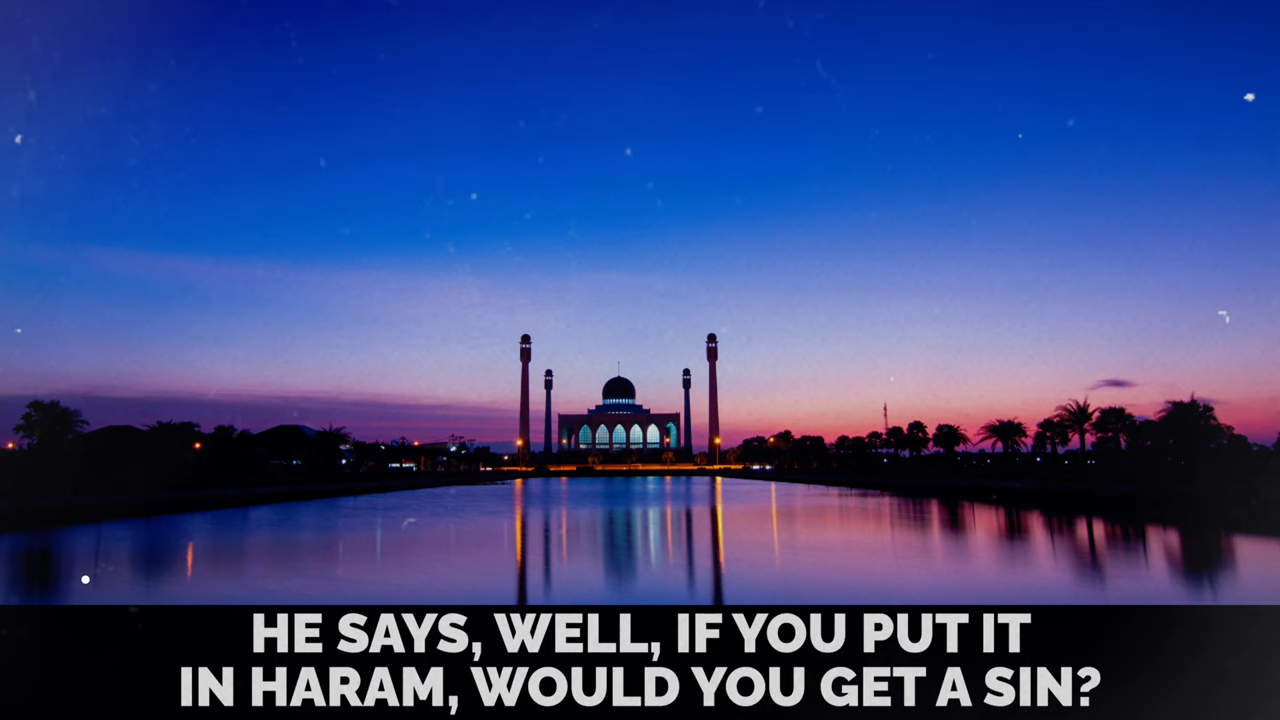 HE SAYS, WELL, IF YOU PUT IT
IN HARAM, WOULD YOU GET A SIN?